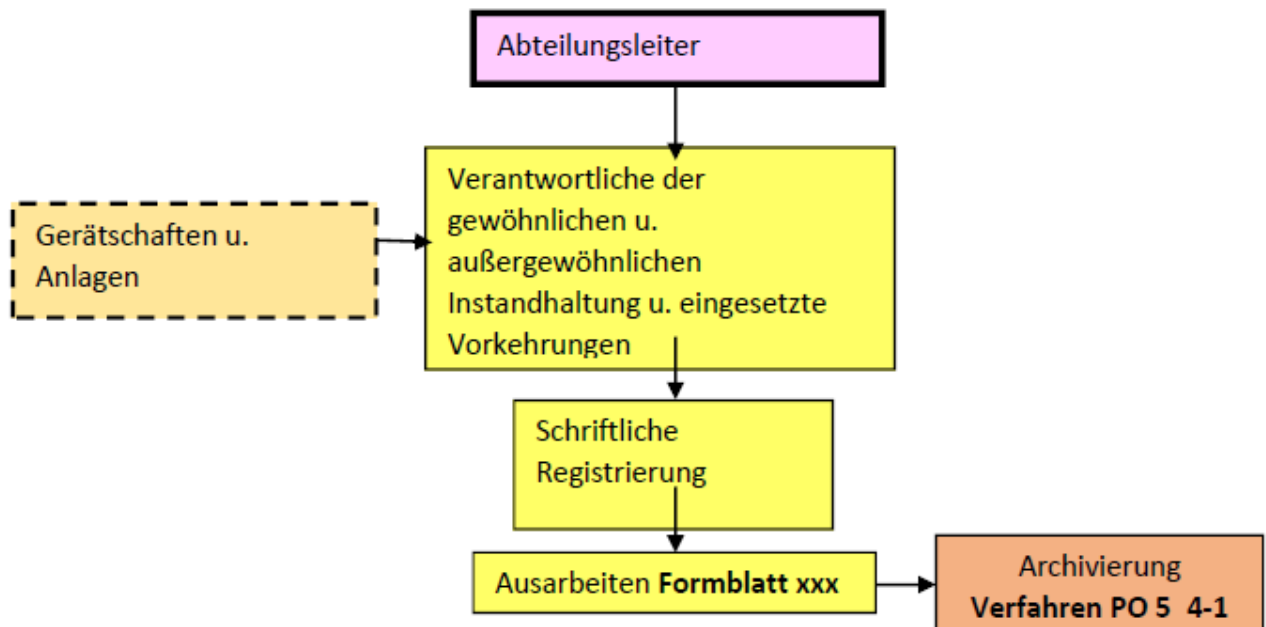 Abteilungsleiter
Verantwortliche der
gewöhnlichen u.
außergewöhnlichen
Instandhaltung u. eingesetzte
Vorkehrungen
Gerätschaften u.
Anlagen
Schriftliche
Registrierung
Ausarbeiten Formblatt xxx
Archivierung
Verfahren PO 5 4-1